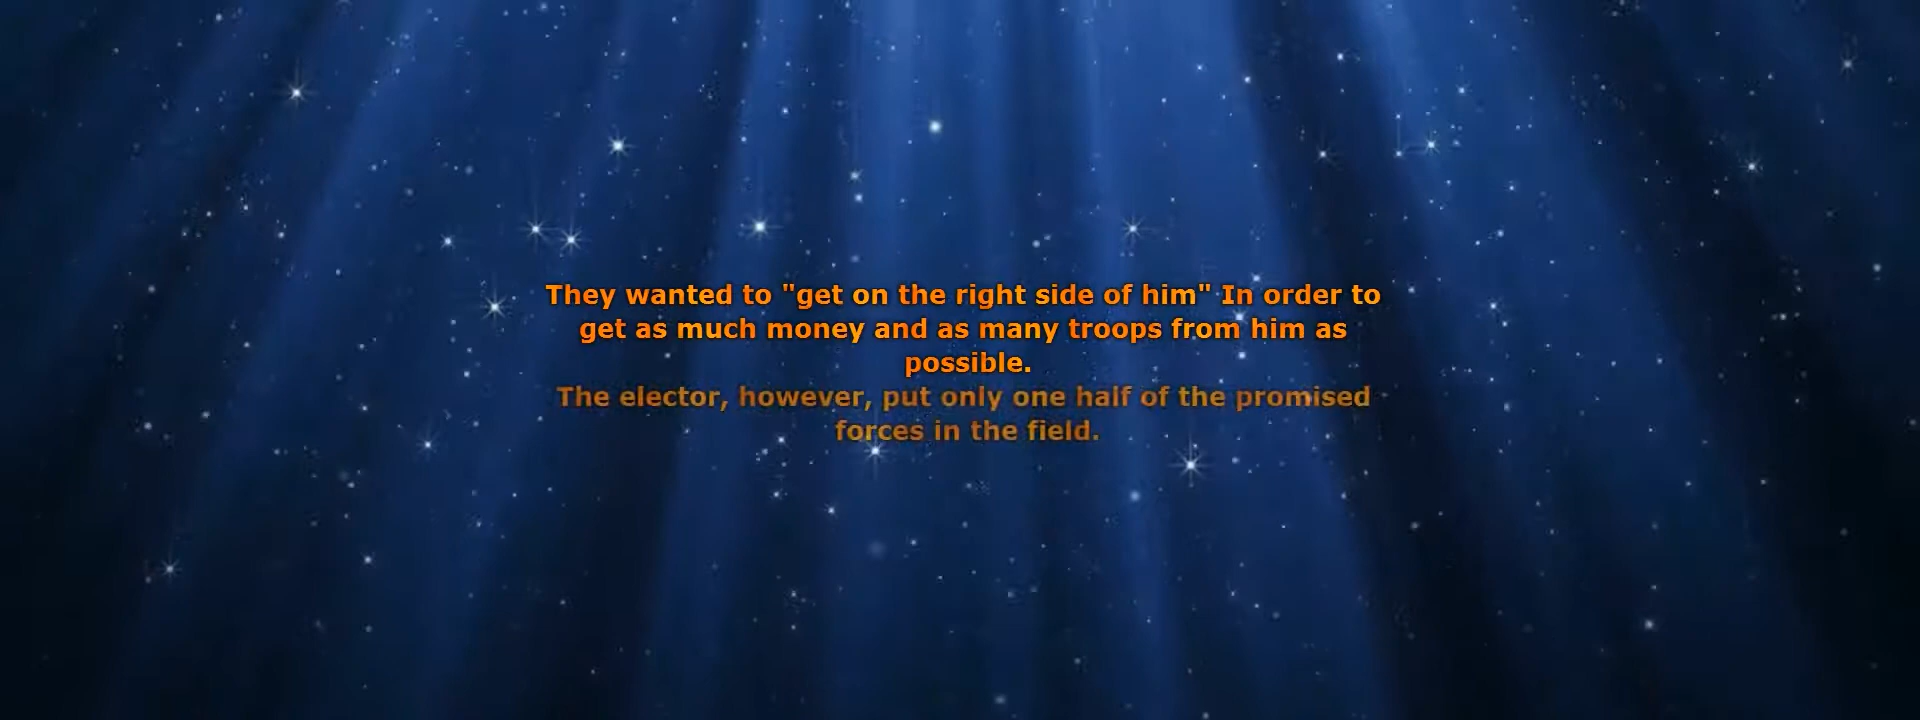 They wanted to "get on the right side of him" In order to
get as much money and as many troops from him as
possible.
The elector, however, put only one half of the promised
forces in the field.